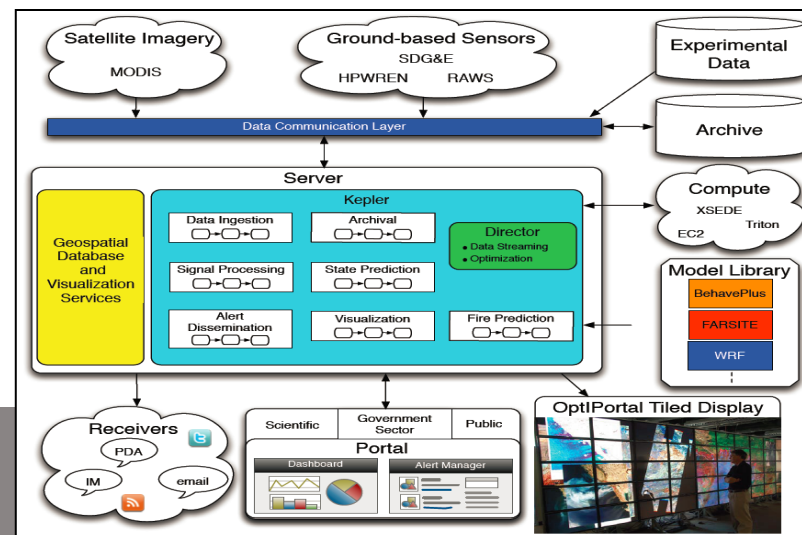 Satellite Imagery
MODIS
Ground-based Sensors
SDG&E
HPWREN RAWS
Experimental
Data
Data Communication Layer
Archive
Server
Kepler
Geospatial
Database
and
Visualization
Services
Data Ingestion
Archival
Director
• Data Streaming
• Optimization
Signal Processing
State Prediction
Alert
Dissemination
Visualization
Fire Prediction
Compute
XSEDE
EC2 Triton
Model Library
BehavePlus
FARSITE
WRF
Receivers
PDA
IM
email
Scientific
Government
Sector
Public
Portal
Dashboard
Alert Manager
OptIPortal Tiled Display